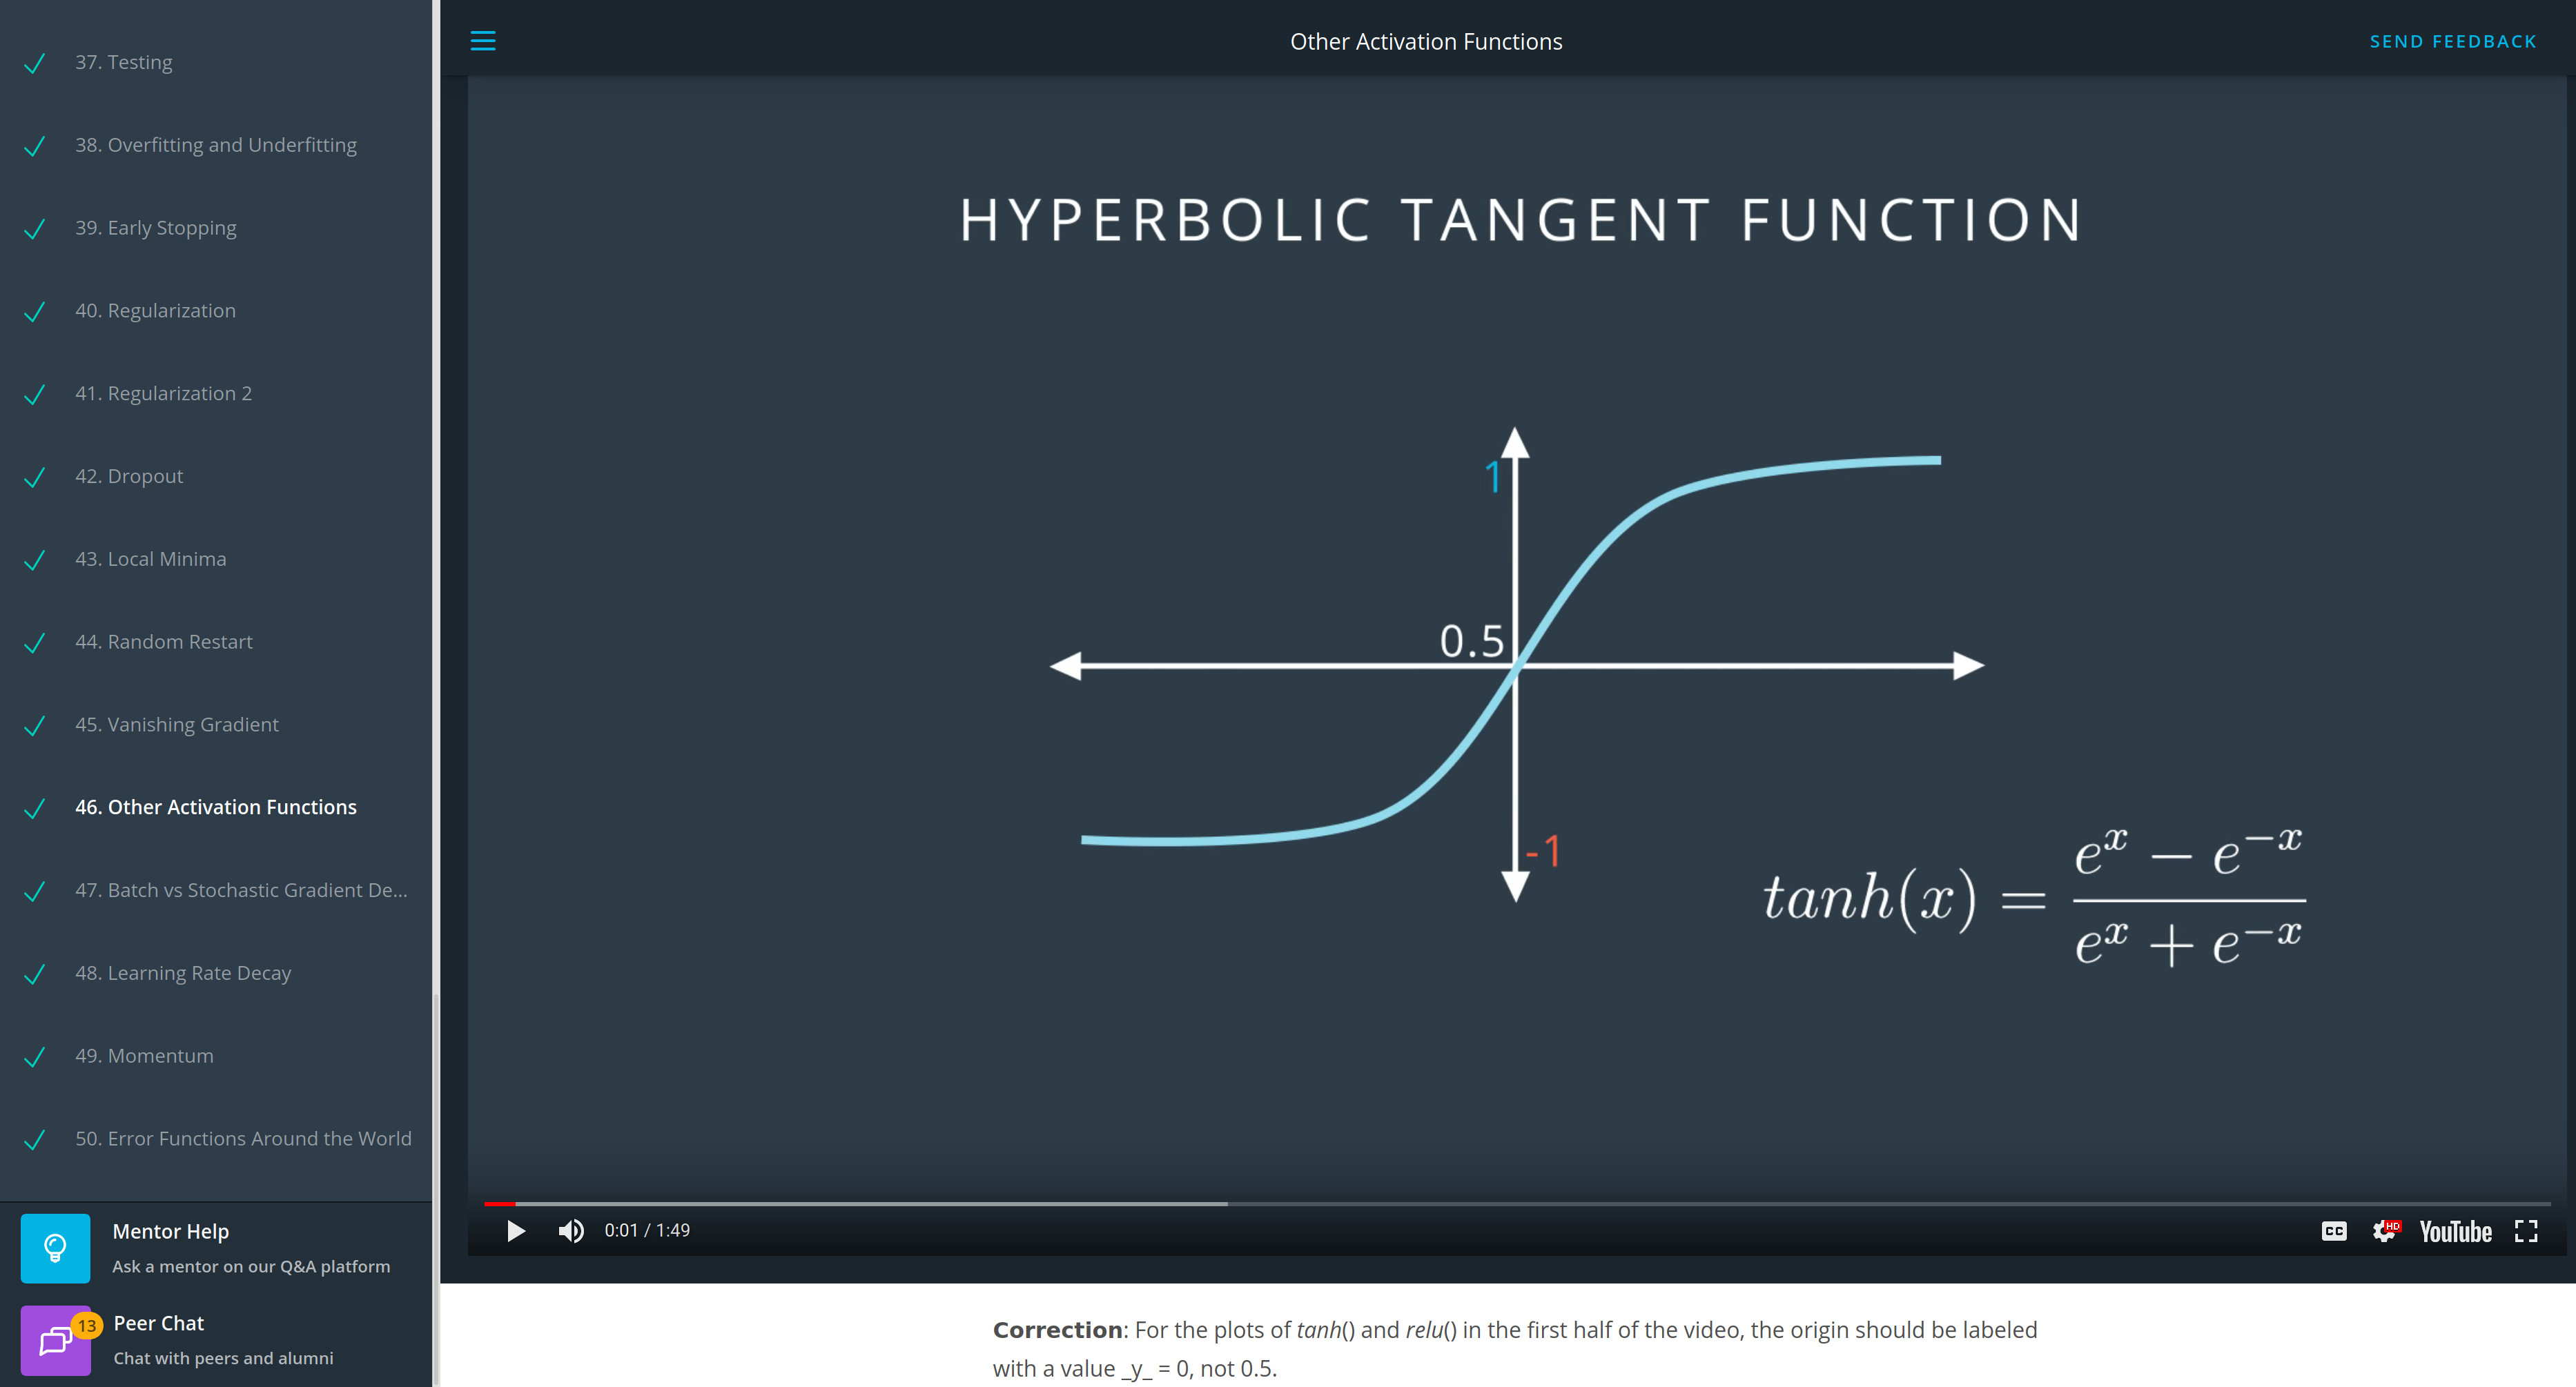 37. Testing
38. Overfitting and Underfitting
39. Early Stopping
40. Regularization
41. Regularization 2
42. Dropout
43. Local Minima
44. Random Restart
45. Vanishing Gradient
46. Other Activation Functions
47. Batch vs Stochastic Gradient De...
48. Learning Rate Decay
49. Momentum
50. Error Functions Around the World
Mentor Help
Ask a mentor on our Q&A platform
13
Peer Chat
Chat with peers and alumni
Other Activation Functions
SEND FEEDBACK
HYPERBOLIC TANGENT FUNCTION
1
0.5
-1
tanh(x) = \frac{e^x - e^{-x}}{e^x + e^{-x}}
0:01 / 1:49
CC
HD
YouTube
Correction: For the plots of tanh() and relu() in the first half of the video, the origin should be labeled
with a value _y_ = 0, not 0.5.